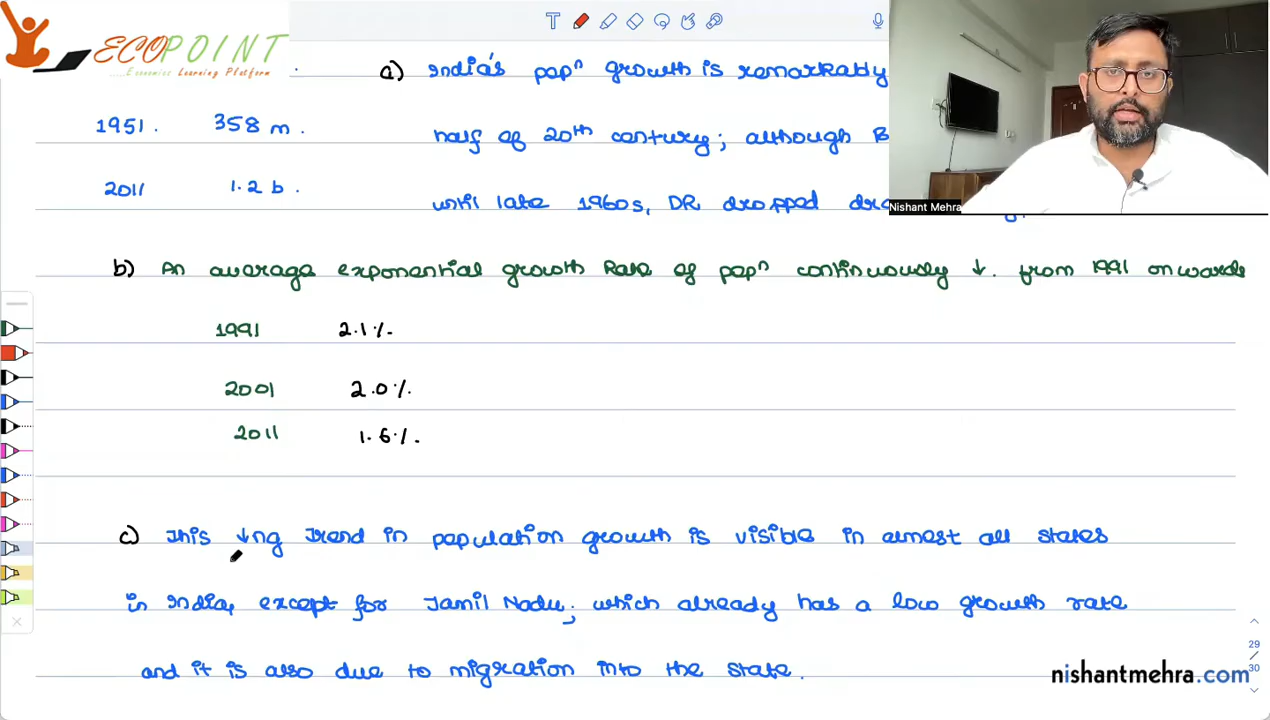 ECOPOINT
....Economics Learning Platform
a) India's popⁿ growth is remarkably
1951. 358 m.
half of 20th century; although B
2011 1.2 b.
until late 1960s, DR dropped
Nishant Mehra
b) An average exponential growth Rate of popⁿ continuously ↓. from 1991 onwards
1991 2.1%.
2001 2.0%.
2011 1.6%.
c) This ↓ng Trend in population growth is visible in almost all states
in India, except for Tamil Nadu; which already has a low growth rate
and it is also due to migration into the state.
29
/
30
nishantmehra.com